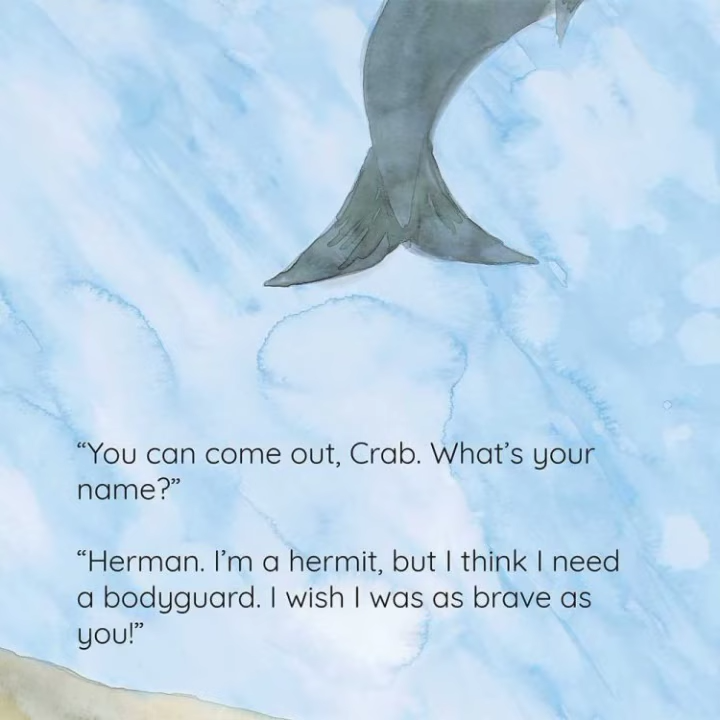 “You can come out, Crab. What’s your
name?”
“Herman. I’m a hermit, but I think I need
a bodyguard. I wish I was as brave as
you!”